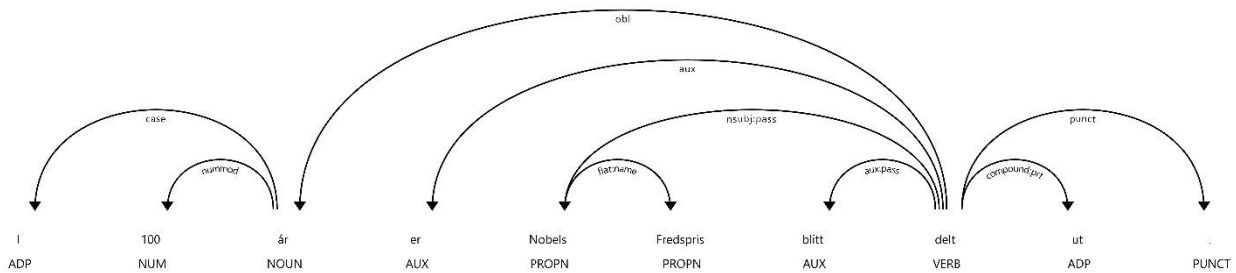 obl
aux
case nsubj:pass punct
nummod flat:name aux:pass compound:prt
I 100 år er Nobels Fredspris blitt delt ut .
ADP NUM NOUN AUX PROPN PROPN AUX VERB ADP PUNCT